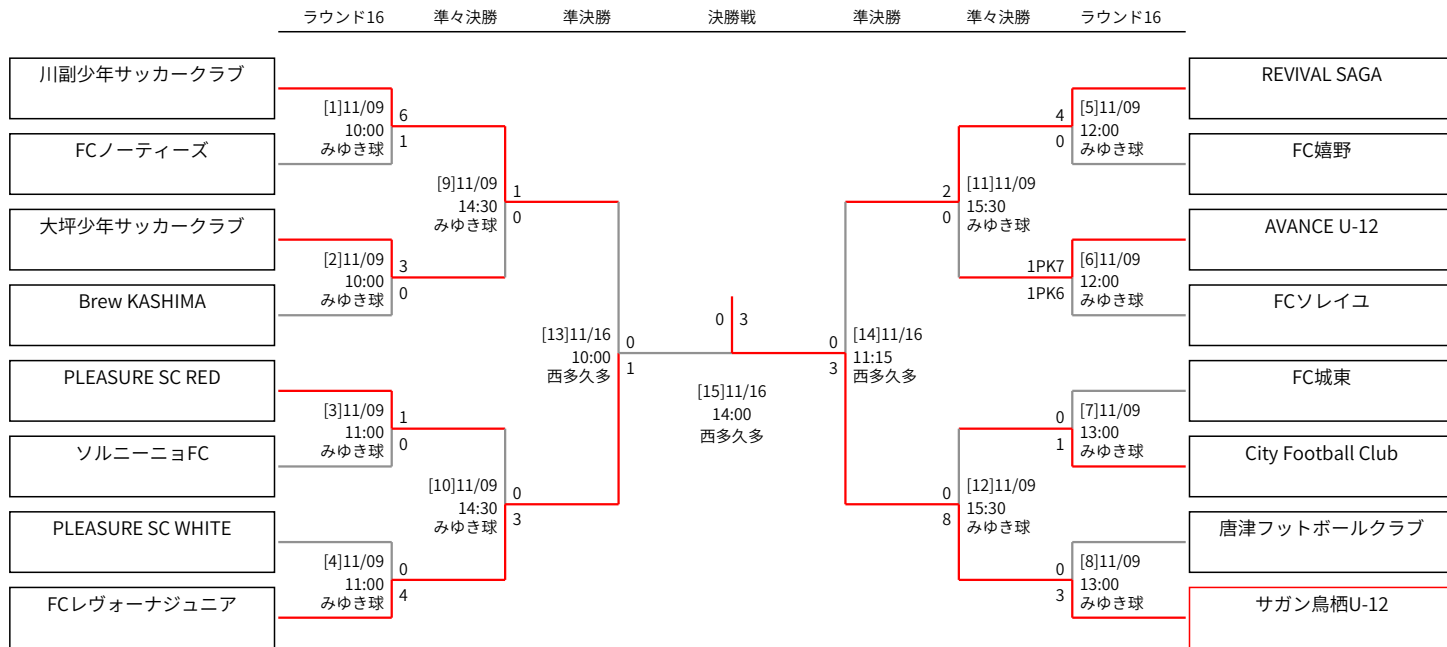 ラウンド16 準々決勝 準決勝 決勝戦 準決勝 準々決勝 ラウンド16
川副少年サッカークラブ
FCノーティーズ
大坪少年サッカークラブ
Brew KASHIMA
PLEASURE SC RED
ソルニーニョFC
PLEASURE SC WHITE
FCレヴォーナジュニア
[1]11/09
10:00
みゆき球
6
1
[2]11/09
10:00
みゆき球
3
0
[3]11/09
11:00
みゆき球
1
0
[4]11/09
11:00
みゆき球
0
4
[9]11/09
14:30
みゆき球
1
0
[10]11/09
14:30
みゆき球
0
3
[13]11/16
10:00
西多久多
0
1
0 3
[15]11/16
14:00
西多久多
0
3
[14]11/16
11:15
西多久多
2
0
[11]11/09
15:30
みゆき球
0
8
[12]11/09
15:30
みゆき球
4
0
[5]11/09
12:00
みゆき球
1PK7
1PK6
[6]11/09
12:00
みゆき球
0
1
[7]11/09
13:00
みゆき球
0
3
[8]11/09
13:00
みゆき球
REVIVAL SAGA
FC嬉野
AVANCE U-12
FCソレイユ
FC城東
City Football Club
唐津フットボールクラブ
サガン鳥栖U-12